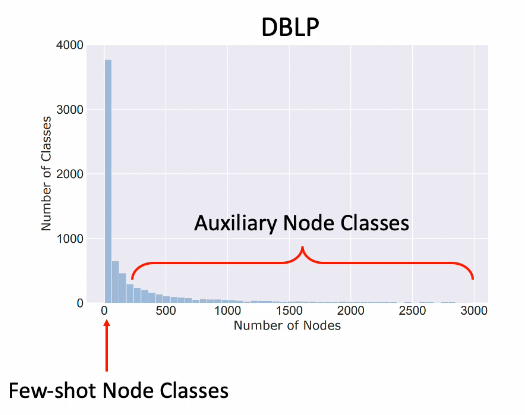 DBLP
4000
3000
2000
1000
0
Number of Classes
Auxiliary Node Classes
0 500 1000 1500 2000 2500 3000
Number of Nodes
Few-shot Node Classes